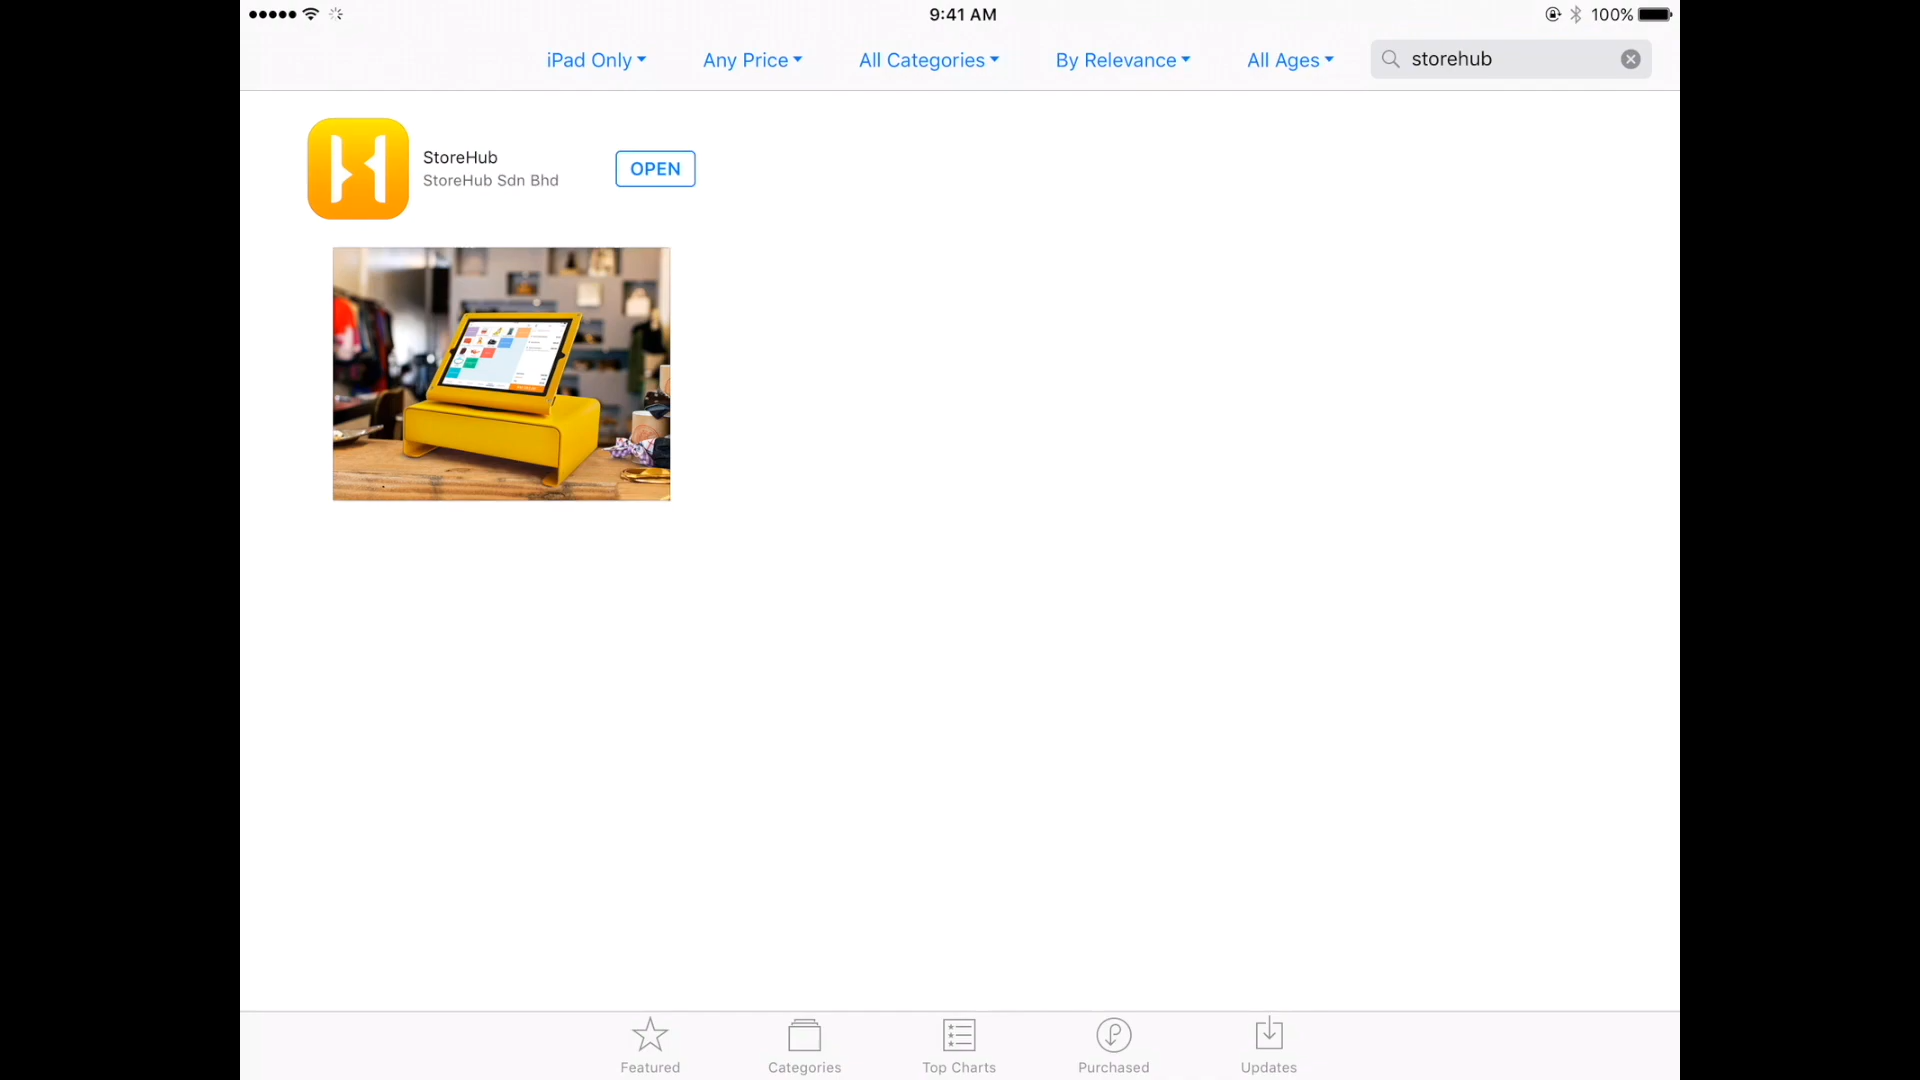 9:41 AM
100%
iPad Only
Any Price
All Categories
By Relevance
All Ages
storehub
StoreHub
StoreHub Sdn Bhd
OPEN
Featured
Categories
Top Charts
Purchased
Updates